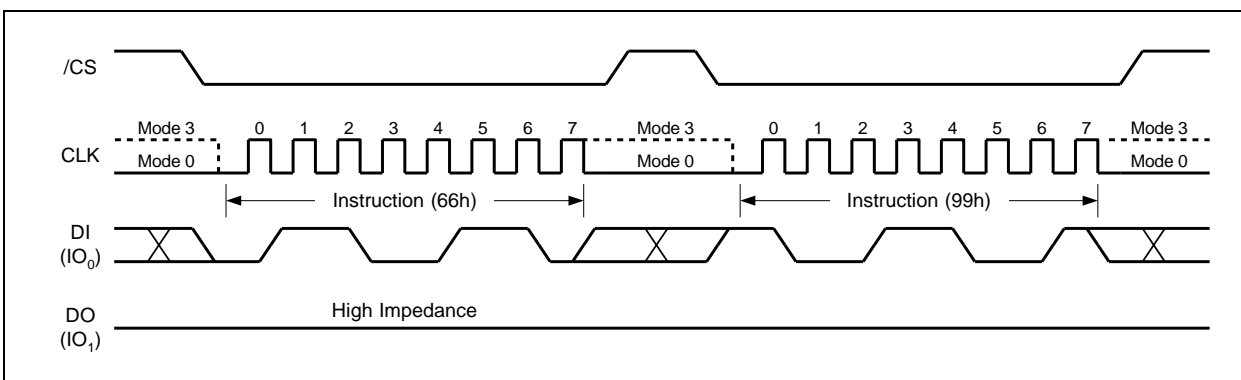 /CS
CLK
Mode 3 0 1 2 3 4 5 6 7 Mode 3 0 1 2 3 4 5 6 7 Mode 3
Mode 0 Mode 0 Mode 0
Instruction (66h) Instruction (99h)
DI
(IO0)
High Impedance
DO
(IO1)